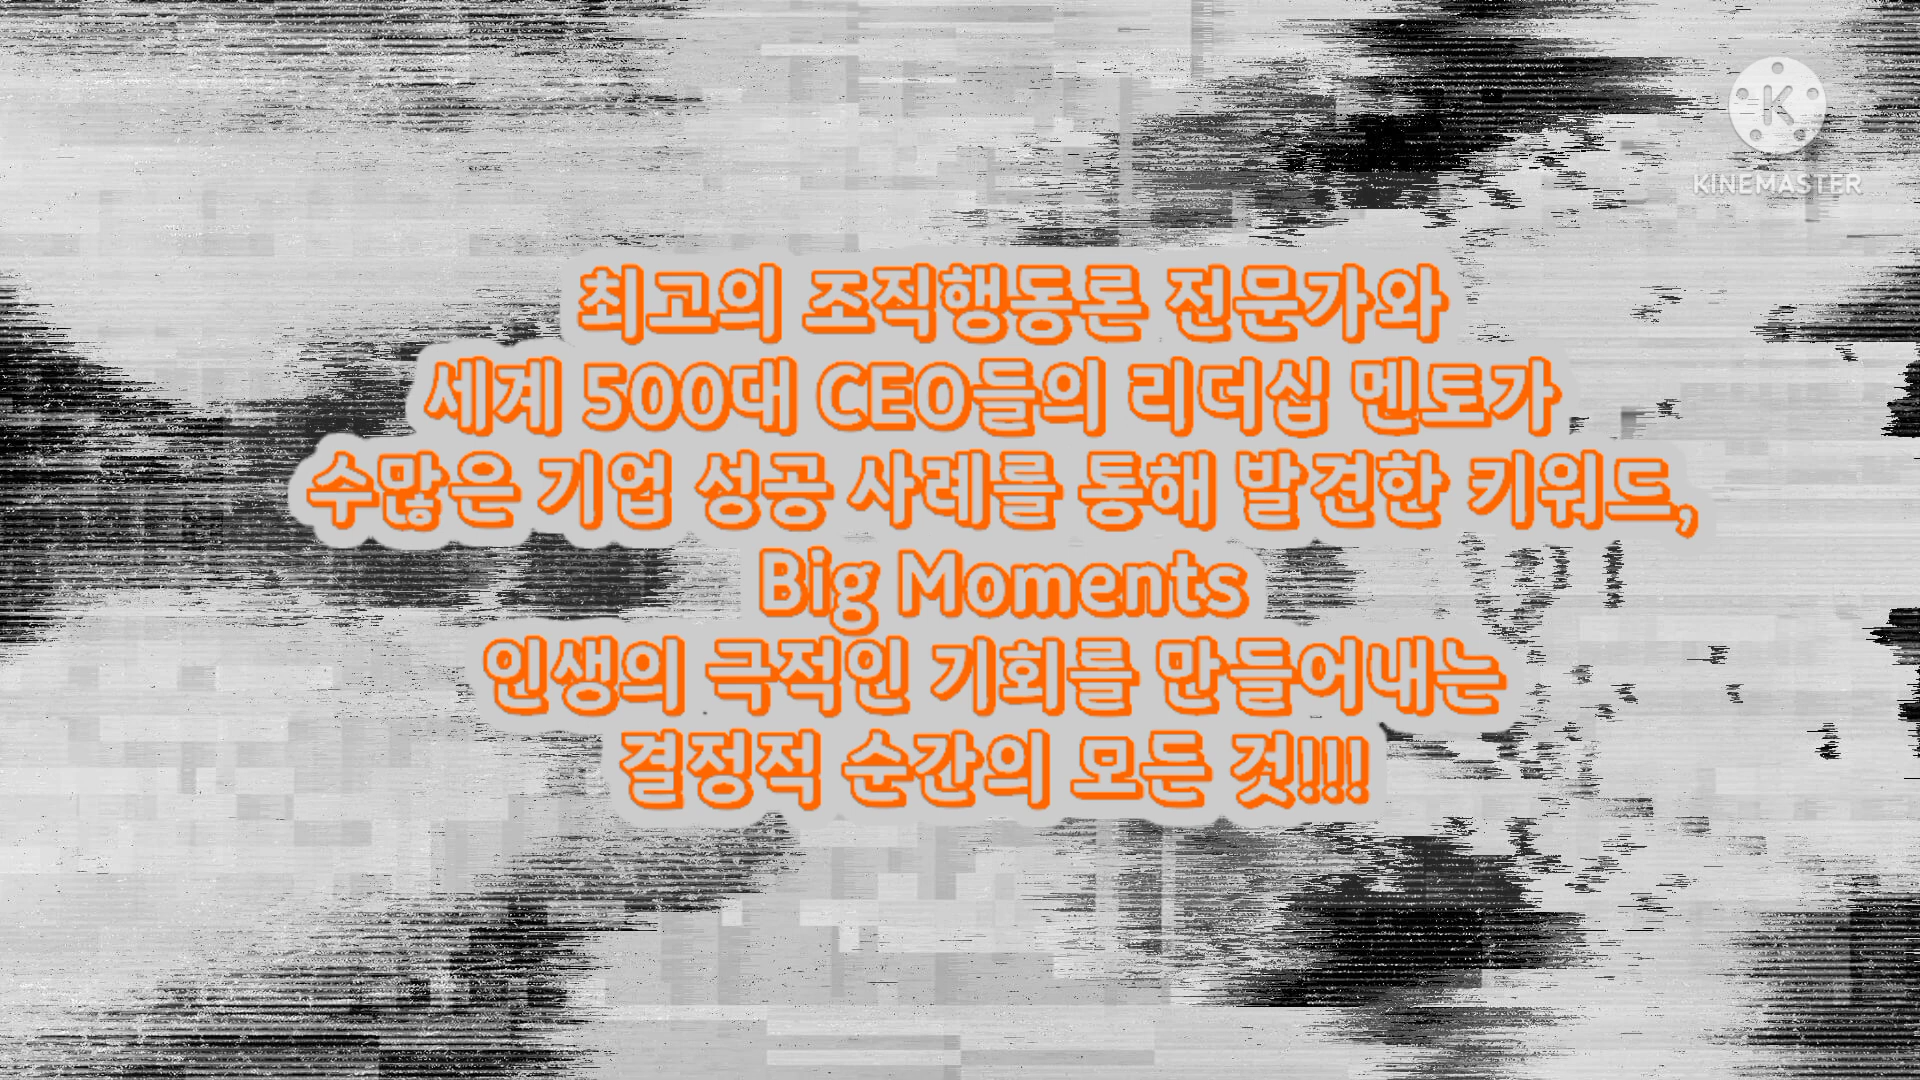 KINEMASTER
최고의 조직행동론 전문가와
세계 500대 CEO들의 리더십 멘토가
수많은 기업 성공 사례를 통해 발견한 키워드,
Big Moments
인생의 극적인 기회를 만들어내는
결정적 순간의 모든 것!!!